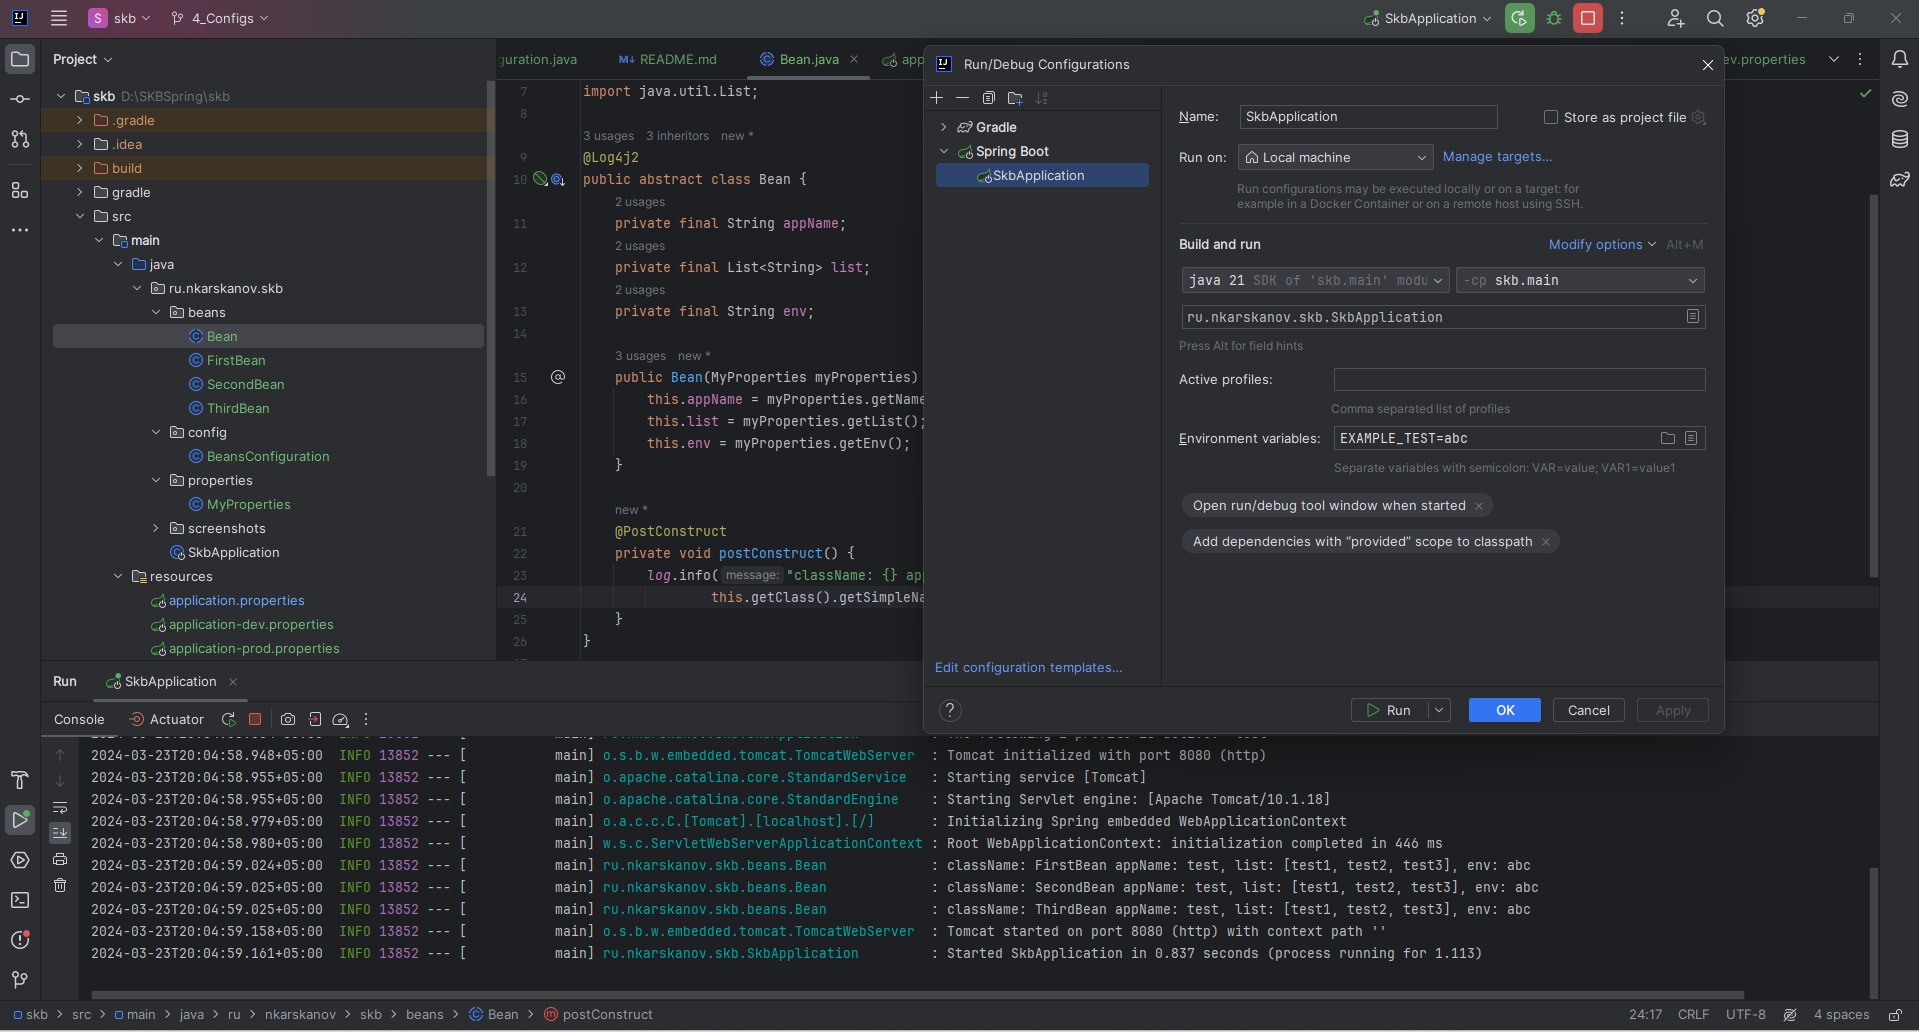 S skb
4_Configs
SkbApplication
Project
skb D:\SKBSpring\skb
.gradle
.idea
build
gradle
src
main
java
ru.nkarskanov.skb
beans
Bean
FirstBean
SecondBean
ThirdBean
config
BeansConfiguration
properties
MyProperties
screenshots
SkbApplication
resources
application.properties
application-dev.properties
application-prod.properties
guration.java
M↓ README.md
Bean.java
app
ev.properties
7 import java.util.List;
8
3 usages 3 inheritors new *
9 @Log4j2
10 public abstract class Bean {
2 usages
11 private final String appName;
2 usages
12 private final List<String> list;
2 usages
13 private final String env;
14
3 usages new *
15 public Bean(MyProperties myProperties)
16 this.appName = myProperties.getName
17 this.list = myProperties.getList();
18 this.env = myProperties.getEnv();
19 }
20
new *
21 @PostConstruct
22 private void postConstruct() {
23 log.info( message: "className: {} ap
24 this.getClass().getSimpleNa
25 }
26 }
Run/Debug Configurations
Gradle
Spring Boot
SkbApplication
Edit configuration templates...
Name: SkbApplication
Store as project file
Run on: Local machine
Manage targets...
Run configurations may be executed locally or on a target: for
example in a Docker Container or on a remote host using SSH.
Build and run
Modify options Alt+M
java 21 SDK of 'skb.main' modu
-cp skb.main
ru.nkarskanov.skb.SkbApplication
Press Alt for field hints
Active profiles:
Comma separated list of profiles
Environment variables: EXAMPLE_TEST=abc
Separate variables with semicolon: VAR=value; VAR1=value1
Open run/debug tool window when started
Add dependencies with “provided” scope to classpath
? Run OK Cancel Apply
Run SkbApplication
Console Actuator
2024-03-23T20:04:58.948+05:00 INFO 13852 --- [ main] o.s.b.w.embedded.tomcat.TomcatWebServer : Tomcat initialized with port 8080 (http)
2024-03-23T20:04:58.955+05:00 INFO 13852 --- [ main] o.apache.catalina.core.StandardService : Starting service [Tomcat]
2024-03-23T20:04:58.955+05:00 INFO 13852 --- [ main] o.apache.catalina.core.StandardEngine : Starting Servlet engine: [Apache Tomcat/10.1.18]
2024-03-23T20:04:58.979+05:00 INFO 13852 --- [ main] o.a.c.c.C.[Tomcat].[localhost].[/] : Initializing Spring embedded WebApplicationContext
2024-03-23T20:04:58.980+05:00 INFO 13852 --- [ main] w.s.c.ServletWebServerApplicationContext : Root WebApplicationContext: initialization completed in 446 ms
2024-03-23T20:04:59.024+05:00 INFO 13852 --- [ main] ru.nkarskanov.skb.beans.Bean : className: FirstBean appName: test, list: [test1, test2, test3], env: abc
2024-03-23T20:04:59.025+05:00 INFO 13852 --- [ main] ru.nkarskanov.skb.beans.Bean : className: SecondBean appName: test, list: [test1, test2, test3], env: abc
2024-03-23T20:04:59.025+05:00 INFO 13852 --- [ main] ru.nkarskanov.skb.beans.Bean : className: ThirdBean appName: test, list: [test1, test2, test3], env: abc
2024-03-23T20:04:59.158+05:00 INFO 13852 --- [ main] o.s.b.w.embedded.tomcat.TomcatWebServer : Tomcat started on port 8080 (http) with context path ''
2024-03-23T20:04:59.161+05:00 INFO 13852 --- [ main] ru.nkarskanov.skb.SkbApplication : Started SkbApplication in 0.837 seconds (process running for 1.113)
skb > src > main > java > ru > nkarskanov > skb > beans > Bean > postConstruct
24:17 CRLF UTF-8 4 spaces